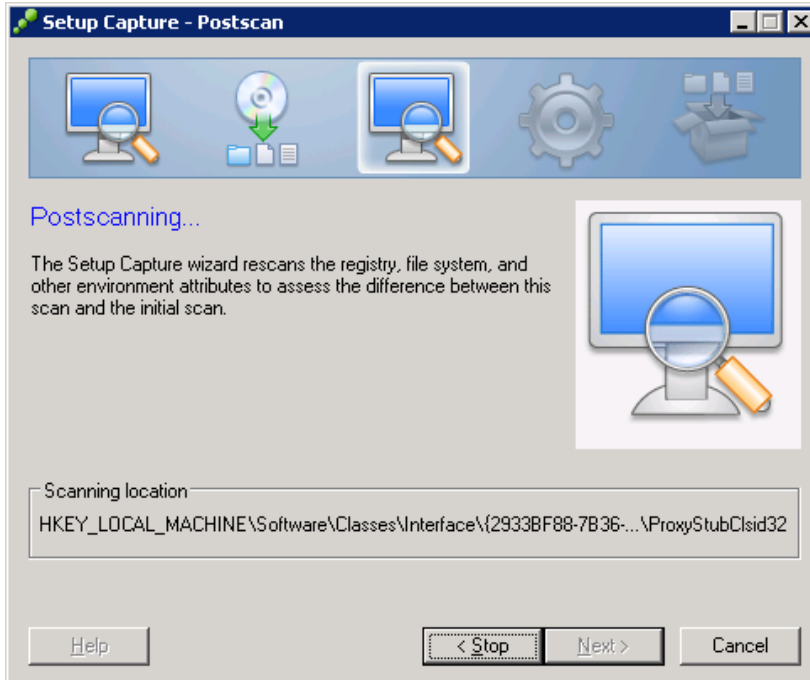 Setup Capture - Postscan
Postscanning...
The Setup Capture wizard rescans the registry, file system, and
other environment attributes to assess the difference between this
scan and the initial scan.
Scanning location
HKEY_LOCAL_MACHINE\Software\Classes\Interface\{2933BF88-7B36-...\ProxyStubClsid32
Help
< Stop
Next >
Cancel